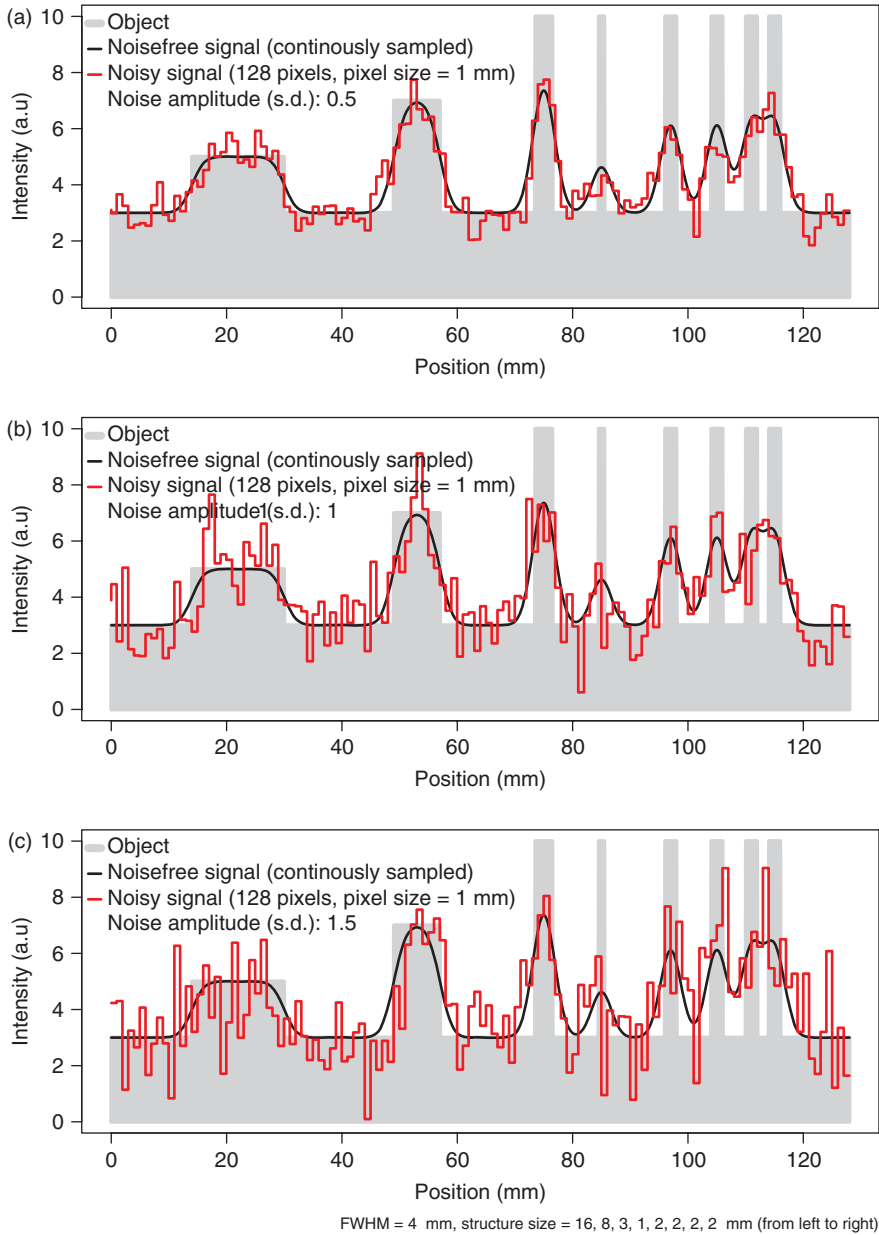 (a)
Object
Noisefree signal (continously sampled)
Noisy signal (128 pixels, pixel size = 1 mm)
Noise amplitude (s.d.): 0.5
Intensity (a.u)
10
8
6
4
2
0
0 20 40 60 80 100 120
Position (mm)
(b)
Object
Noisefree signal (continously sampled)
Noisy signal (128 pixels, pixel size = 1 mm)
Noise amplitude1(s.d.): 1
Intensity (a.u)
10
8
6
4
2
0
0 20 40 60 80 100 120
Position (mm)
(c)
Object
Noisefree signal (continously sampled)
Noisy signal (128 pixels, pixel size = 1 mm)
Noise amplitude (s.d.): 1.5
Intensity (a.u)
10
8
6
4
2
0
0 20 40 60 80 100 120
Position (mm)
FWHM = 4 mm, structure size = 16, 8, 3, 1, 2, 2, 2, 2 mm (from left to right)